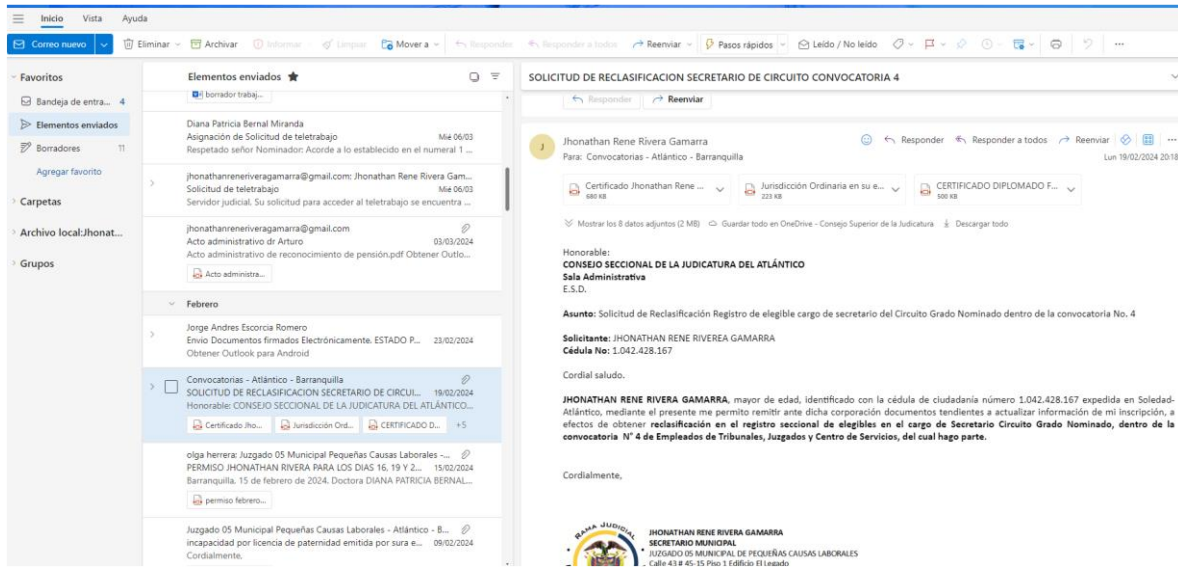 Inicio Vista Ayuda
Correo nuevo Eliminar Archivar Informar Limpiar Mover a Responder Responder a todos Reenviar Pasos rápidos Leído / No leído ...
Favoritos
Bandeja de entra... 4
Elementos enviados
Borradores 11
Agregar favorito
Carpetas
Archivo local:Jhonat...
Grupos
Elementos enviados
borrador trabaj...
Diana Patricia Bernal Miranda
Asignación de Solicitud de teletrabajo Mié 06/03
Respetado señor Nominador: Acorde a lo establecido en el numeral 1 ...
jhonathanreneriveragamarra@gmail.com; Jhonathan Rene Rivera Gam...
Solicitud de teletrabajo Mié 06/03
Servidor judicial. Su solicitud para acceder al teletrabajo se encuentra ...
jhonathanreneriveragamarra@gmail.com
Acto administrativo dr Arturo 03/03/2024
Acto administrativo de reconocimiento de pensión.pdf Obtener Outlo...
Acto administra...
Febrero
Jorge Andres Escorcia Romero
Envio Documentos firmados Electrónicamente. ESTADO P... 23/02/2024
Obtener Outlook para Android
Convocatorias - Atlántico - Barranquilla
SOLICITUD DE RECLASIFICACION SECRETARIO DE CIRCUI... 19/02/2024
Honorable: CONSEJO SECCIONAL DE LA JUDICATURA DEL ATLÁNTICO...
Certificado Jho... Jurisdicción Ord... CERTIFICADO D... +5
olga herrera; Juzgado 05 Municipal Pequeñas Causas Laborales -...
PERMISO JHONATHAN RIVERA PARA LOS DIAS 16, 19 Y 2... 15/02/2024
Barranquilla, 15 de febrero de 2024. Doctora DIANA PATRICIA BERNAL...
permiso febrero...
Juzgado 05 Municipal Pequeñas Causas Laborales - Atlántico - B...
incapacidad por licencia de paternidad emitida por sura e... 09/02/2024
Cordialmente,
SOLICITUD DE RECLASIFICACION SECRETARIO DE CIRCUITO CONVOCATORIA 4
Responder Reenviar
J
Jhonathan Rene Rivera Gamarra Responder Responder a todos Reenviar ...
Para: Convocatorias - Atlántico - Barranquilla Lun 19/02/2024 20:18
Certificado Jhonathan Rene ... Jurisdicción Ordinaria en su e... CERTIFICADO DIPLOMADO F...
680 KB 223 KB 500 KB
Mostrar los 8 datos adjuntos (2 MB) Guardar todo en OneDrive - Consejo Superior de la Judicatura Descargar todo
Honorable:
CONSEJO SECCIONAL DE LA JUDICATURA DEL ATLÁNTICO
Sala Administrativa
E.S.D.
Asunto: Solicitud de Reclasificación Registro de elegible cargo de secretario del Circuito Grado Nominado dentro de la convocatoria No. 4
Solicitante: JHONATHAN RENE RIVEREA GAMARRA
Cédula No: 1.042.428.167
Cordial saludo.
JHONATHAN RENE RIVERA GAMARRA, mayor de edad, identificado con la cédula de ciudadanía número 1.042.428.167 expedida en Soledad-
Atlántico, mediante el presente me permito remitir ante dicha corporación documentos tendientes a actualizar información de mi inscripción, a
efectos de obtener reclasificación en el registro seccional de elegibles en el cargo de Secretario Circuito Grado Nominado, dentro de la
convocatoria N° 4 de Empleados de Tribunales, Juzgados y Centro de Servicios, del cual hago parte.
Cordialmente,
RAMA JUDICIAL
JHONATHAN RENE RIVERA GAMARRA
SECRETARIO MUNICIPAL
JUZGADO 05 MUNICIPAL DE PEQUEÑAS CAUSAS LABORALES
Calle 43 # 45-15 Piso 1 Edificio El Legado